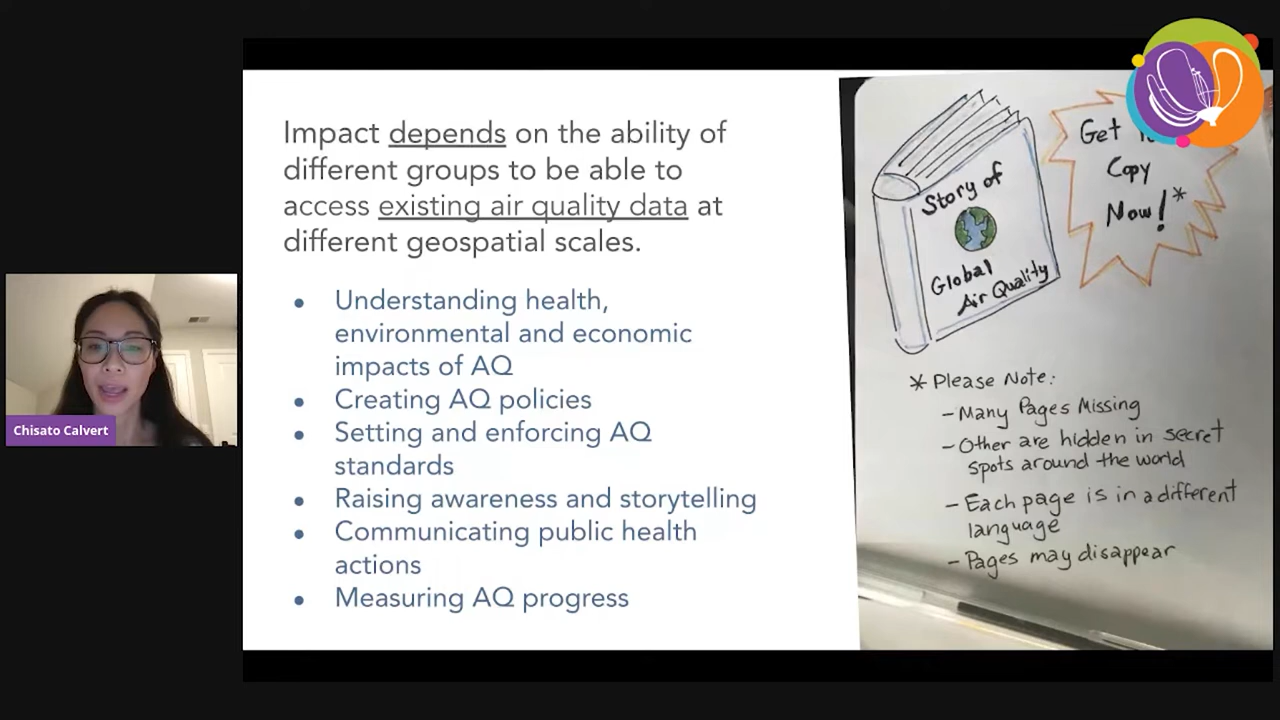 Impact depends on the ability of
different groups to be able to
access existing air quality data at
different geospatial scales.
• Understanding health,
environmental and economic
impacts of AQ
• Creating AQ policies
• Setting and enforcing AQ
standards
• Raising awareness and storytelling
• Communicating public health
actions
• Measuring AQ progress
Chisato Calvert
Story of
Global
Air Quality
Get
Copy
Now!*
* Please Note:
- Many Pages Missing
- Other are hidden in secret
spots around the world
- Each page is in a different
language
- Pages may disappear